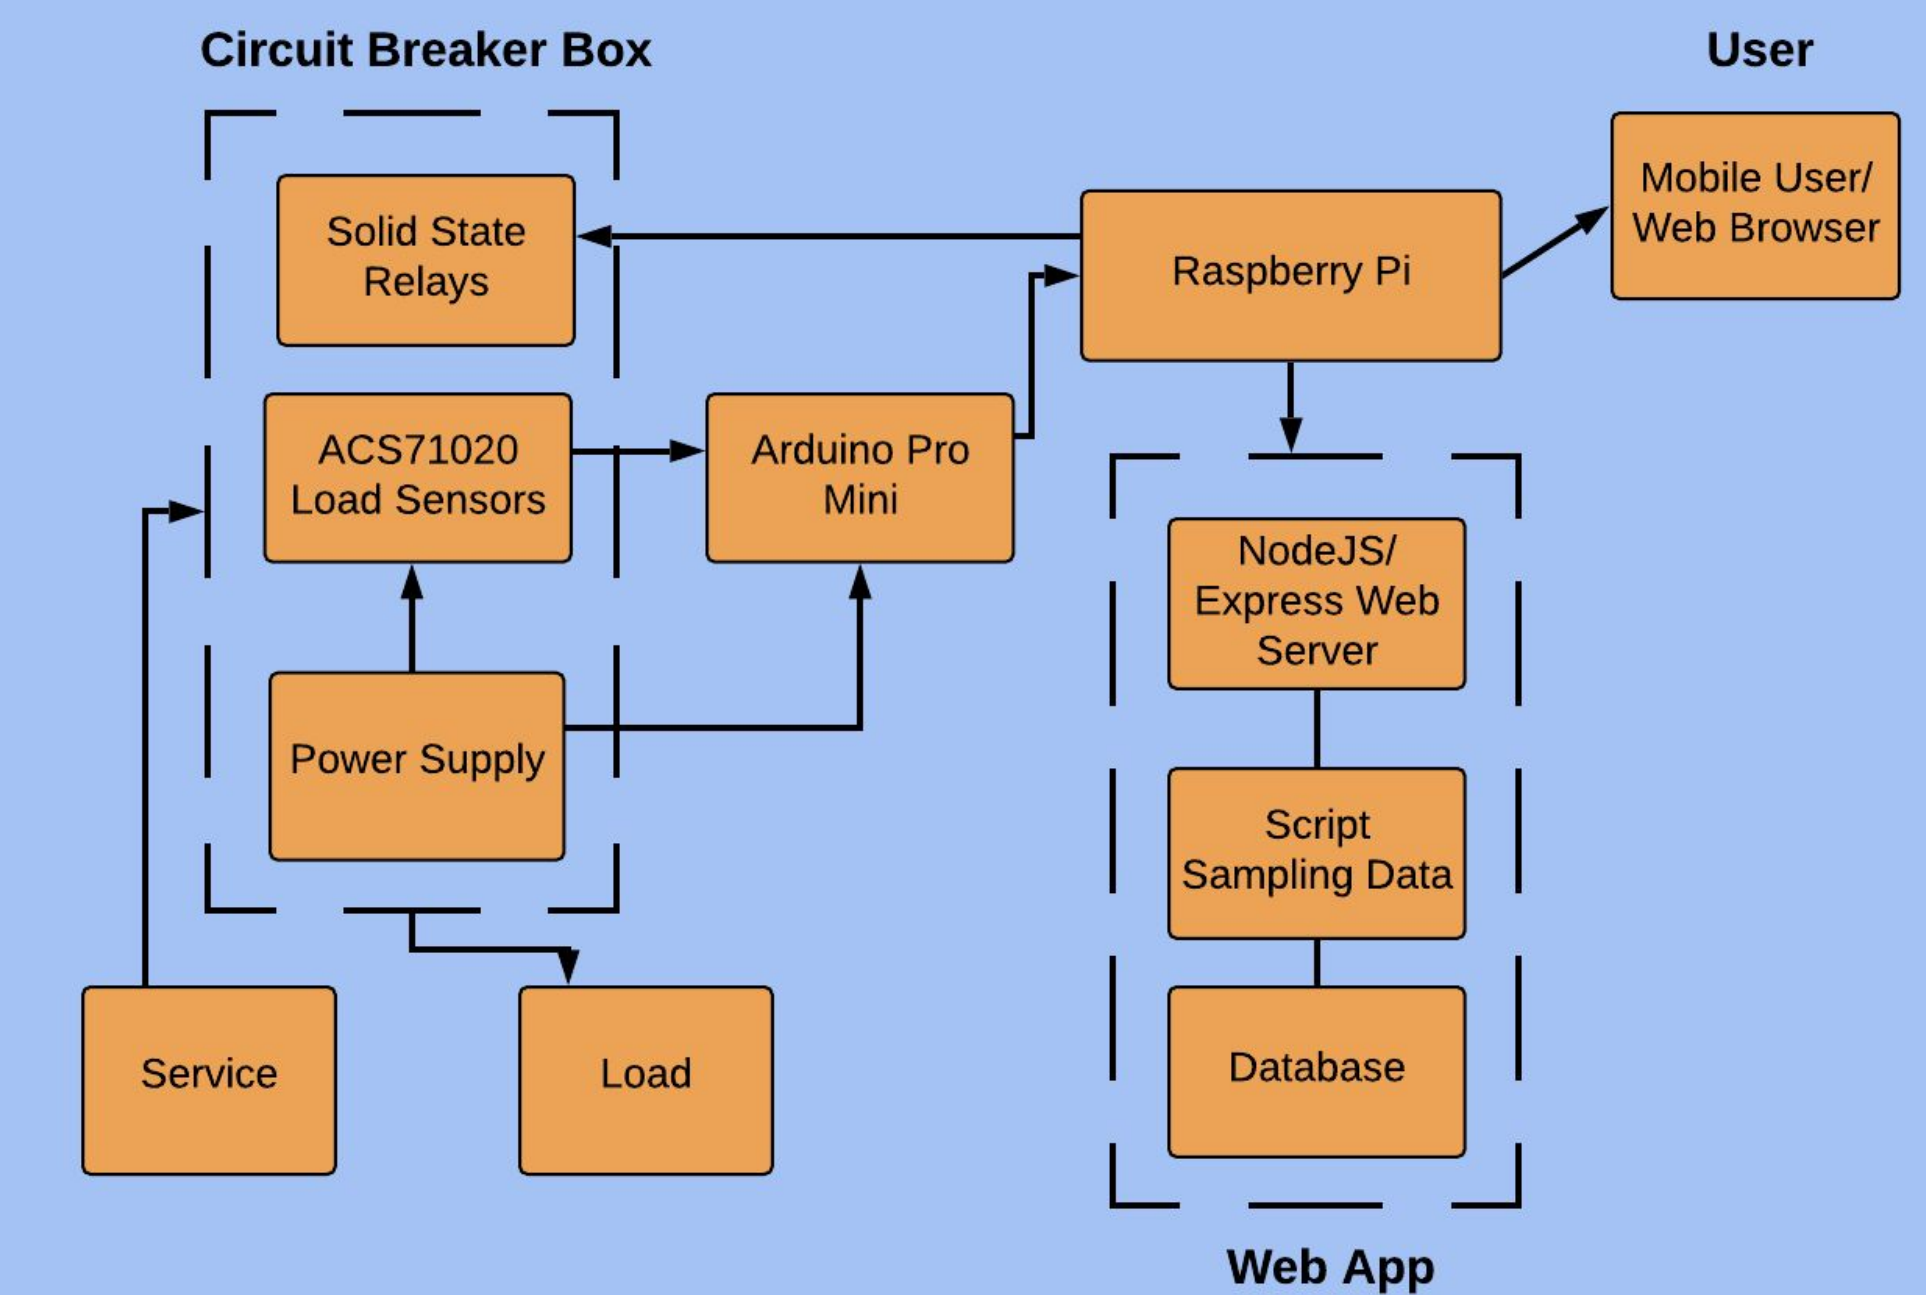 Circuit Breaker Box
User
Mobile User/
Web Browser
Solid State
Relays
Raspberry Pi
ACS71020
Load Sensors
Arduino Pro
Mini
NodeJS/
Express Web
Server
Power Supply
Script
Sampling Data
Service
Load
Database
Web App